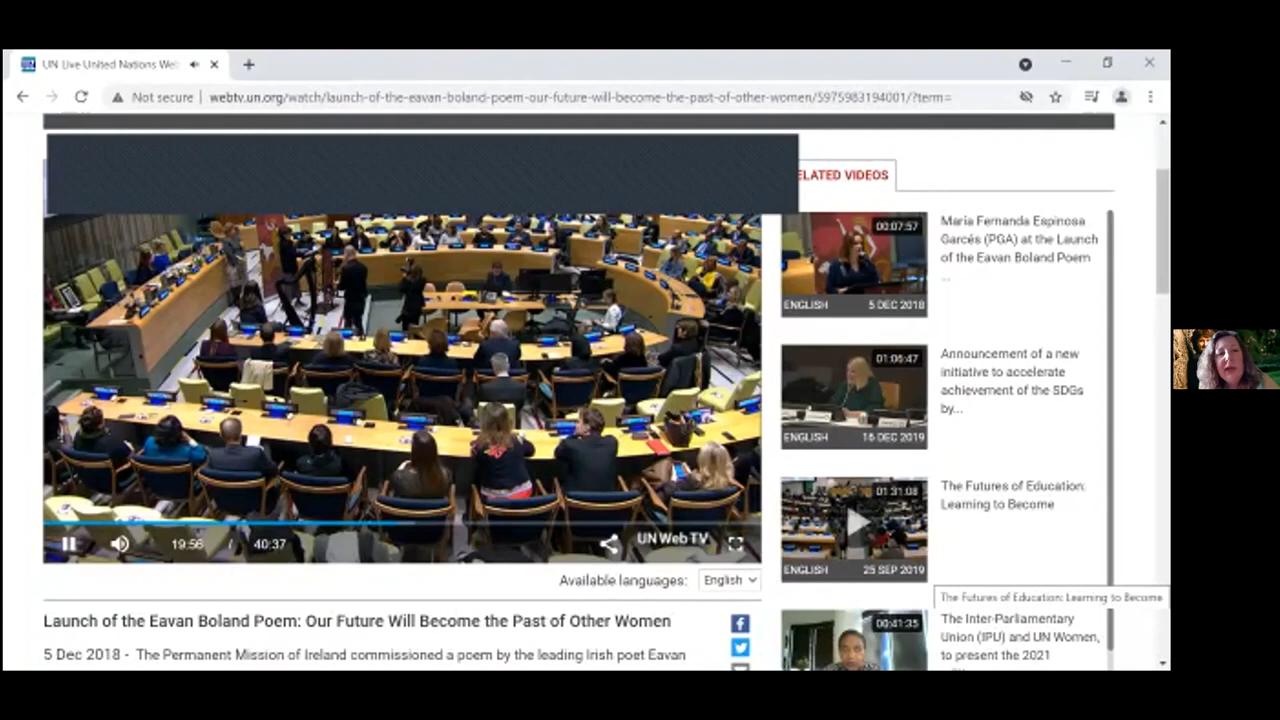 UN Live United Nations We
Not secure
webtv.un.org/watch/launch-of-the-eavan-boland-poem-our-future-will-become-the-past-of-other-women/5975983194001/?term=
ELATED VIDEOS
00:07:57
ENGLISH
5 DEC 2018
Maria Fernanda Espinosa
Garcés (PGA) at the Launch
of the Eavan Boland Poem
...
01:06:47
ENGLISH
16 DEC 2019
Announcement of a new
initiative to accelerate
achievement of the SDGs
by...
01:31:08
ENGLISH
25 SEP 2019
The Futures of Education:
Learning to Become
The Futures of Education: Learning to Become
00:41:35
The Inter-Parliamentary
Union (IPU) and UN Women,
to present the 2021
19:56 / 40:37
UN Web TV
Available languages: English
Launch of the Eavan Boland Poem: Our Future Will Become the Past of Other Women
5 Dec 2018 - The Permanent Mission of Ireland commissioned a poem by the leading Irish poet Eavan